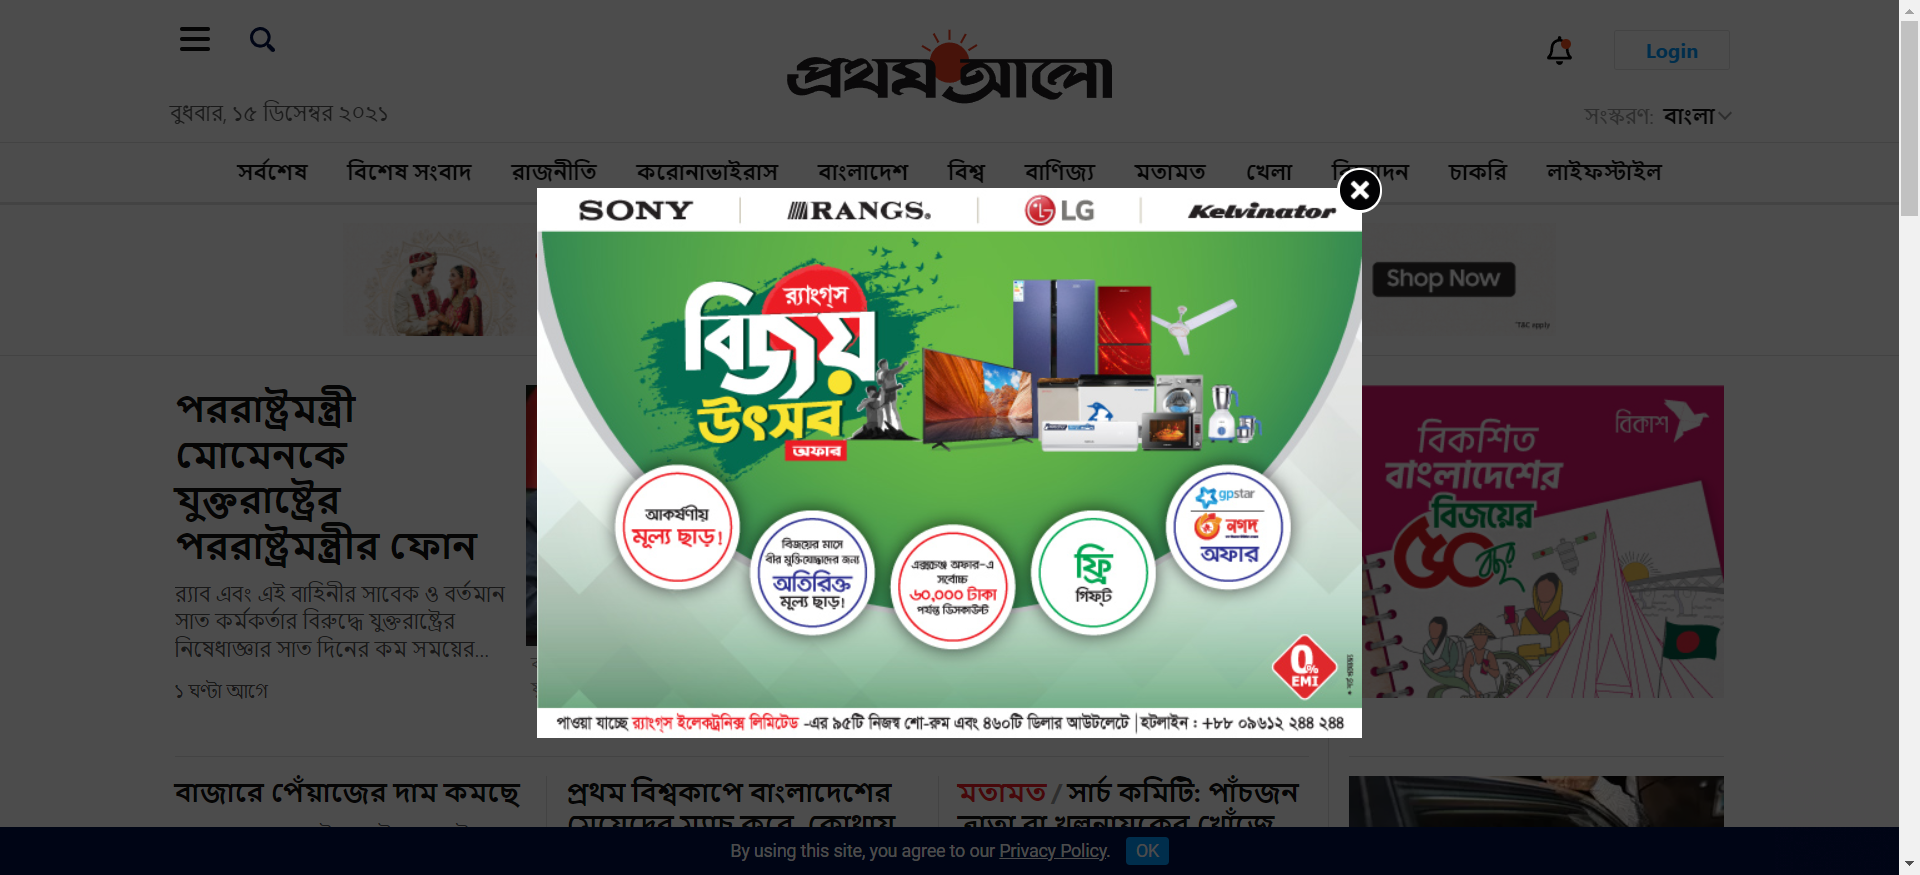 প্রথম আলো
Login
বুধবার, ১৫ ডিসেম্বর ২০২১
সংস্করণ: বাংলা
সর্বশেষ বিশেষ সংবাদ রাজনীতি করোনাভাইরাস বাংলাদেশ বিশ্ব বাণিজ্য মতামত খেলা চাকরি লাইফস্টাইল
SONY RANGS. LG Kelvinator
র‍্যাংগ্‌স
বিজয়
উৎসব
অফার
আকর্ষণীয়
মূল্য ছাড়!
বিজয়ের মাসে
বীর মুক্তিযোদ্ধাদের জন্য
অতিরিক্ত
মূল্য ছাড়!
এক্সচেঞ্জ অফার-এ
সর্বোচ্চ
৬০,০০০ টাকা
পর্যন্ত ডিসকাউন্ট
ফ্রি
গিফ্‌ট
gpstar
নগদ
অফার
0%
EMI
পাওয়া যাচ্ছে র‍্যাংগ্‌স ইলেকট্রনিক্স লিমিটেড -এর ৯৫টি নিজস্ব শো-রুম এবং ৪৬০টি ডিলার আউটলেটে | হটলাইন : +৮৮ ০৯৬১২ ২৪৪ ২৪৪
Shop Now
*T&C apply
পররাষ্ট্রমন্ত্রী
মোমেনকে
যুক্তরাষ্ট্রের
পররাষ্ট্রমন্ত্রীর ফোন
র‍্যাব এবং এই বাহিনীর সাবেক ও বর্তমান
সাত কর্মকর্তার বিরুদ্ধে যুক্তরাষ্ট্রের
নিষেধাজ্ঞার সাত দিনের কম সময়ের...
১ ঘণ্টা আগে
বিকাশ
বিকশিত
বাংলাদেশের
বিজয়ের
৫০ বছর
বাজারে পেঁয়াজের দাম কমছে
প্রথম বিশ্বকাপে বাংলাদেশের
মেয়েদের ম্যাচ কবে, কোথায়
মতামত / সার্চ কমিটি: পাঁচজন
ত্রাতা বা খলনায়কের খোঁজে
By using this site, you agree to our Privacy Policy. OK